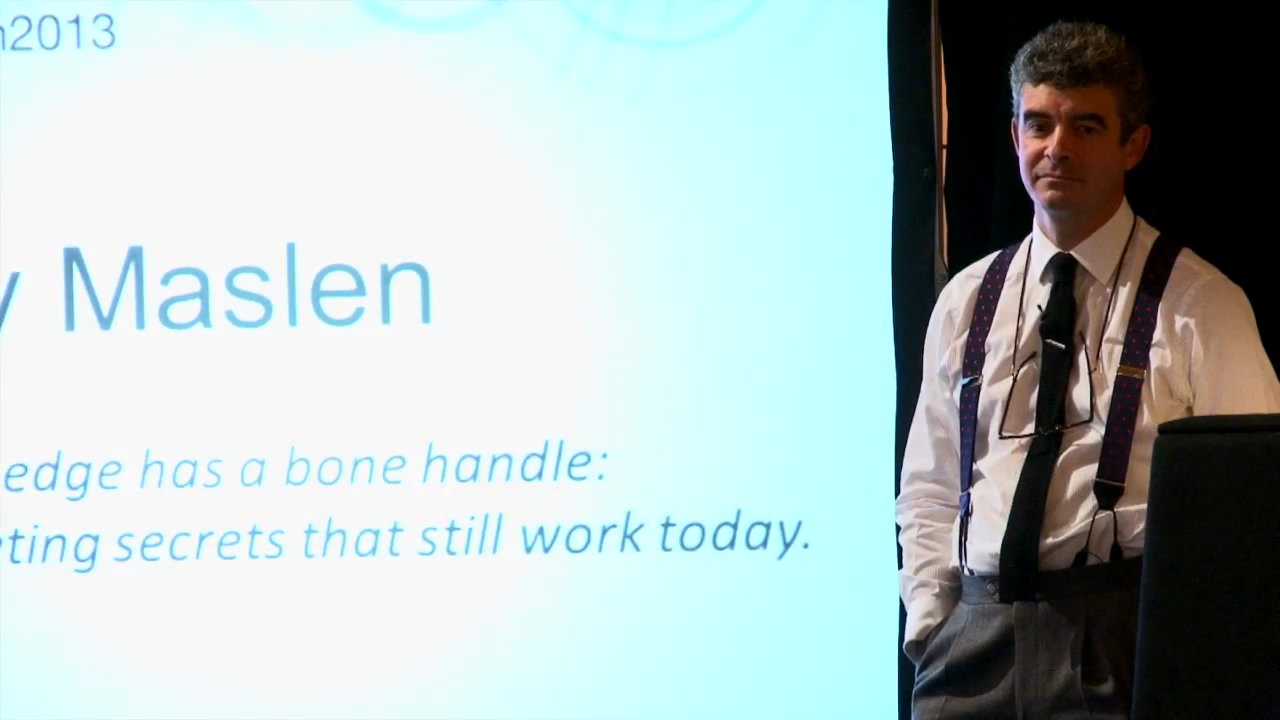 n2013
y Maslen
edge has a bone handle:
ting secrets that still work today.